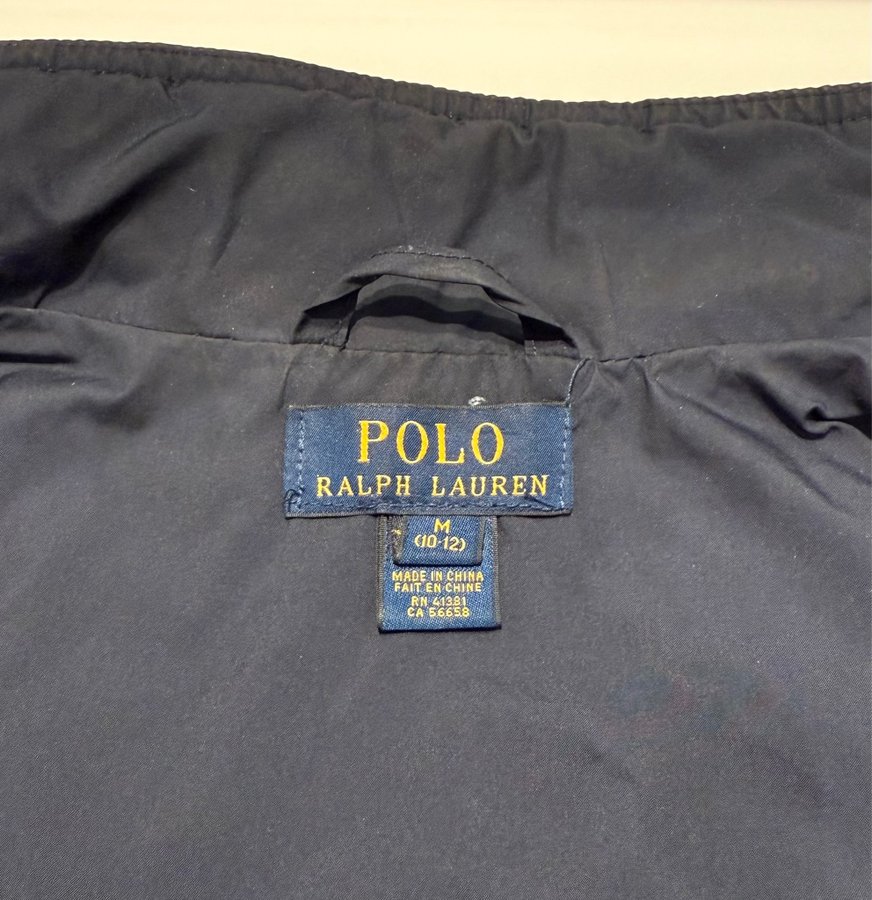 POLO
RALPH LAUREN
M
(10-12)
MADE IN CHINA
FAIT EN CHINE
RN 41381
CA 56658